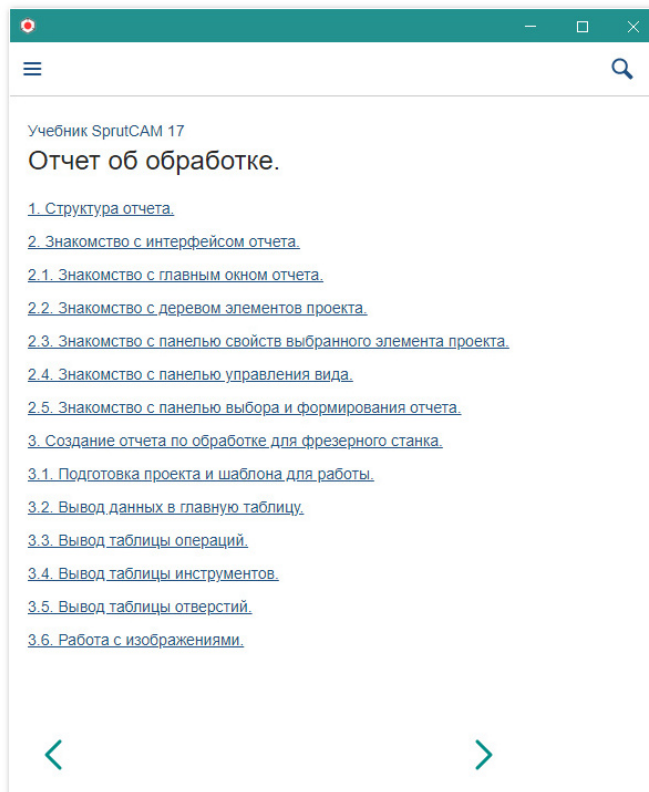 Учебник SprutCAM 17
Отчет об обработке.
1. Структура отчета.
2. Знакомство с интерфейсом отчета.
2.1. Знакомство с главным окном отчета.
2.2. Знакомство с деревом элементов проекта.
2.3. Знакомство с панелью свойств выбранного элемента проекта.
2.4. Знакомство с панелью управления вида.
2.5. Знакомство с панелью выбора и формирования отчета.
3. Создание отчета по обработке для фрезерного станка.
3.1. Подготовка проекта и шаблона для работы.
3.2. Вывод данных в главную таблицу.
3.3. Вывод таблицы операций.
3.4. Вывод таблицы инструментов.
3.5. Вывод таблицы отверстий.
3.6. Работа с изображениями.